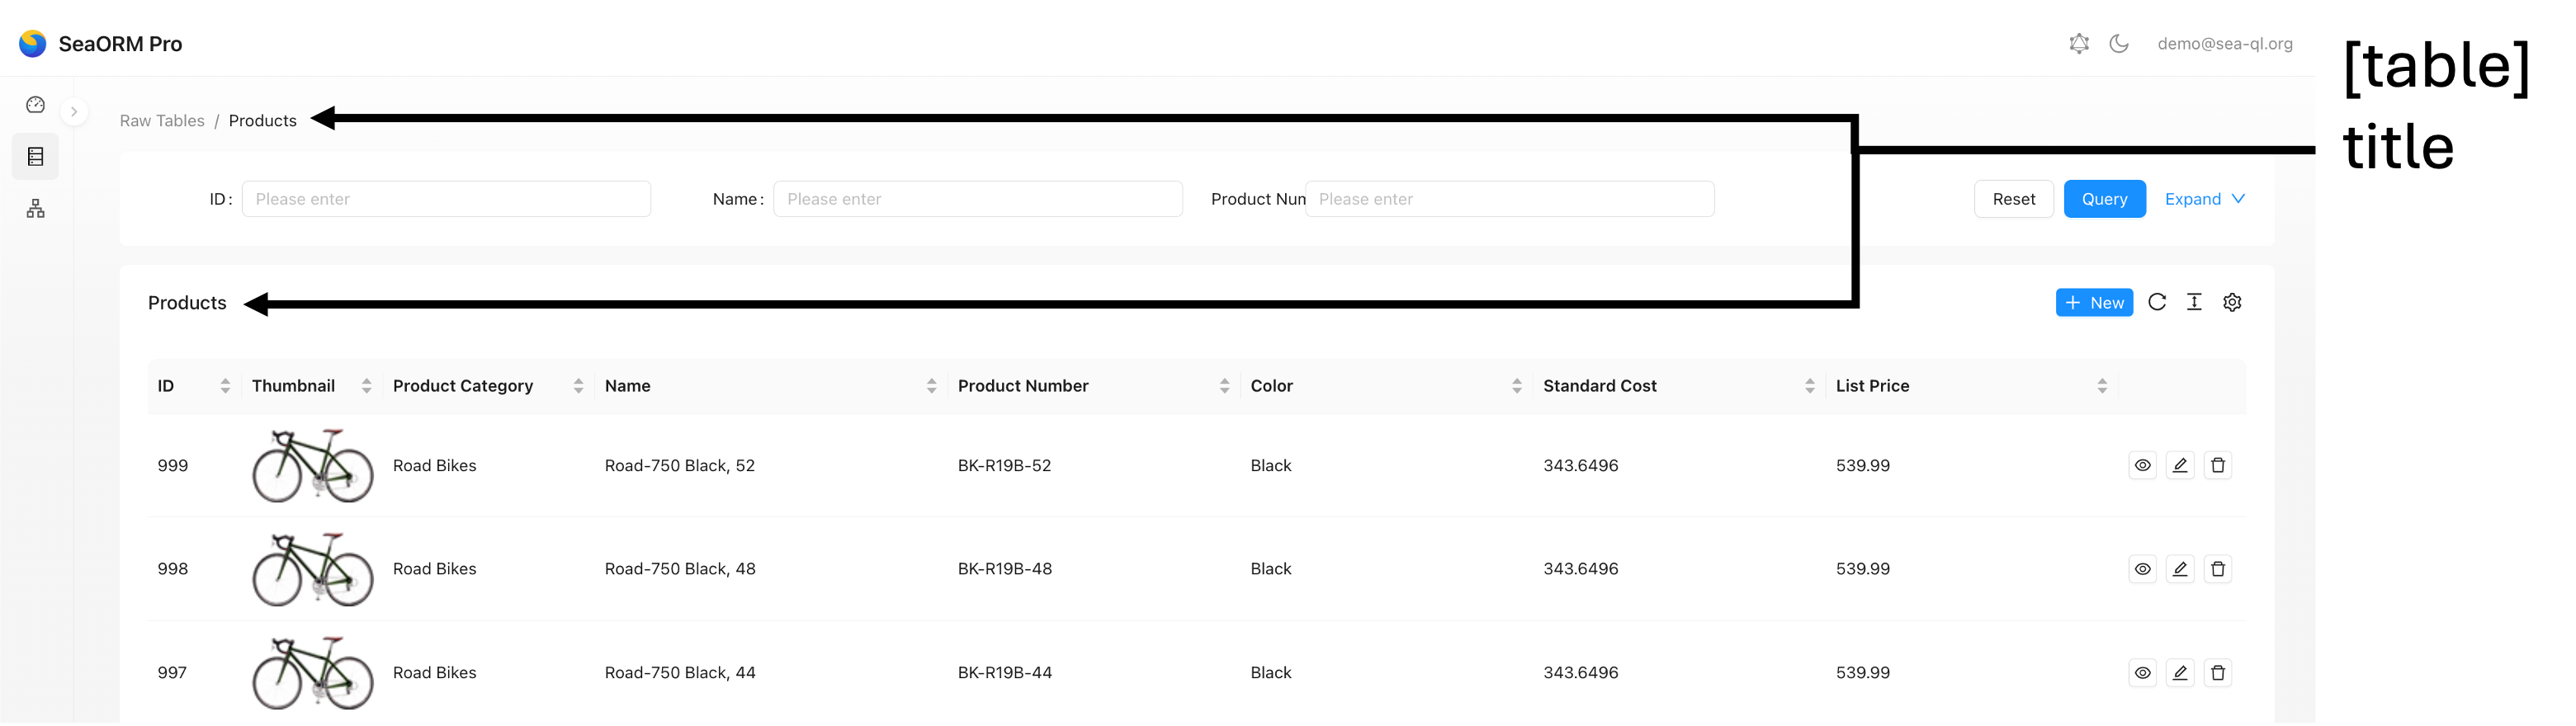 SeaORM Pro
demo@sea-ql.org
[table]
title
Raw Tables / Products
ID : Please enter
Name : Please enter
Product Num Please enter
Reset
Query
Expand
Products
+ New
ID Thumbnail Product Category Name Product Number Color Standard Cost List Price
999 Road Bikes Road-750 Black, 52 BK-R19B-52 Black 343.6496 539.99
998 Road Bikes Road-750 Black, 48 BK-R19B-48 Black 343.6496 539.99
997 Road Bikes Road-750 Black, 44 BK-R19B-44 Black 343.6496 539.99